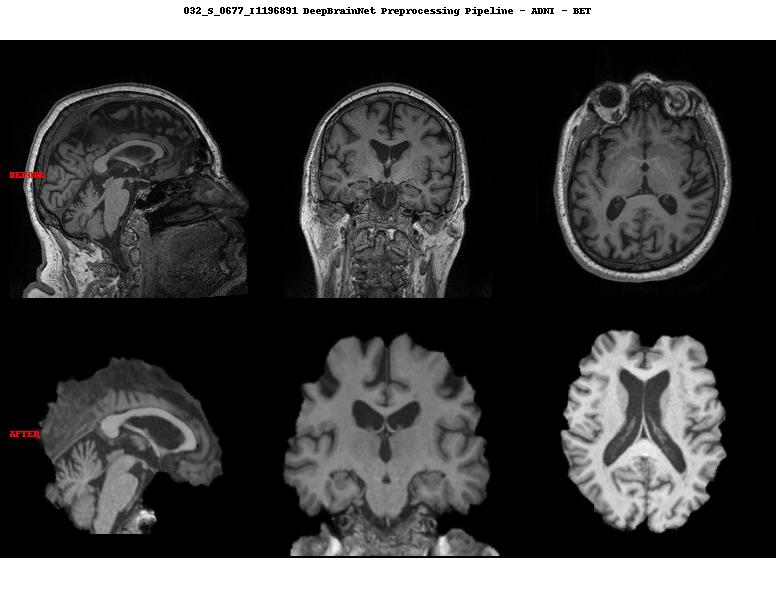 032_S_0677_I1196891 DeepBrainNet Preprocessing Pipeline - ADNI - BET
BEFORE
AFTER